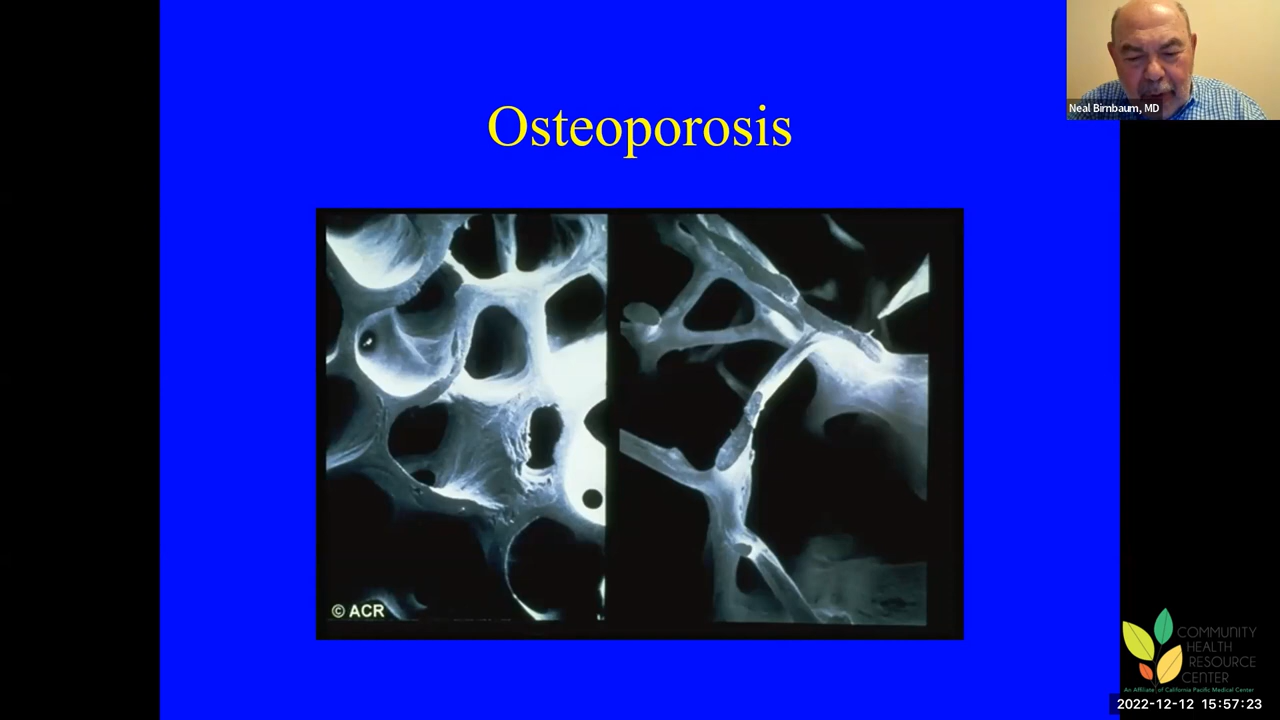 Neal Birnbaum, MD
Osteoporosis
© ACR
COMMUNITY
HEALTH
RESOURCE
CENTER
An Affiliate of California Pacific Medical Center
2022-12-12 15:57:23